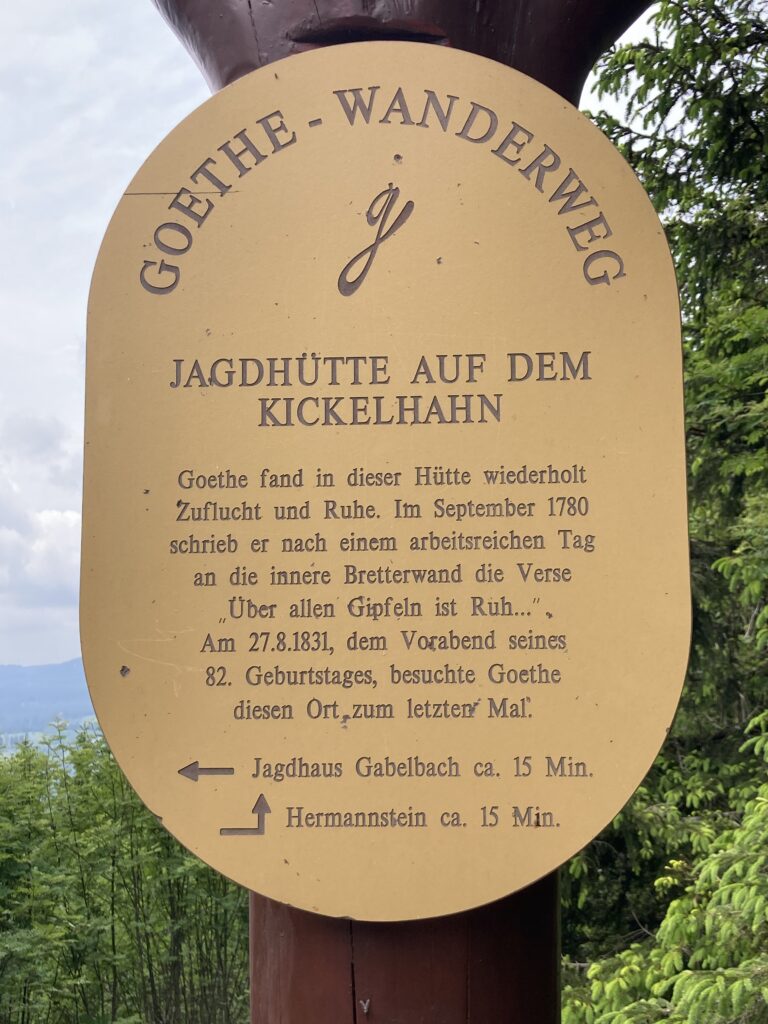 GOETHE - WANDERWEG
g
JAGDHÜTTE AUF DEM
KICKELHAHN
Goethe fand in dieser Hütte wiederholt
Zuflucht und Ruhe. Im September 1780
schrieb er nach einem arbeitsreichen Tag
an die innere Bretterwand die Verse
„Über allen Gipfeln ist Ruh...”.
Am 27.8.1831, dem Vorabend seines
82. Geburtstages, besuchte Goethe
diesen Ort zum letzten Mal.
← Jagdhaus Gabelbach ca. 15 Min.
Hermannstein ca. 15 Min.